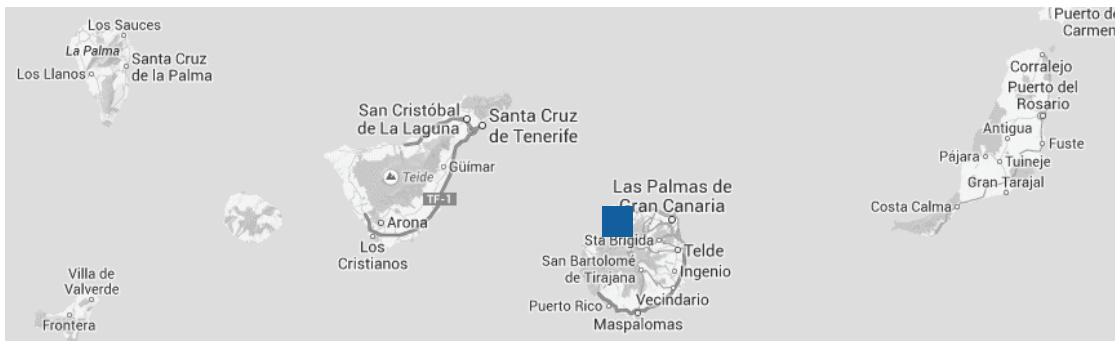 Los Sauces
La Palma
Santa Cruz
de la Palma
Los Llanos
San Cristóbal
de La Laguna
Santa Cruz
de Tenerife
Güímar
Teide
TF-1
Arona
Los
Cristianos
Villa de
Valverde
Frontera
Las Palmas de
Gran Canaria
Sta Brígida
Telde
San Bartolomé
de Tirajana
Ingenio
Vecindario
Puerto Rico
Maspalomas
Puerto de
Carmen
Corralejo
Puerto del
Rosario
Antigua
Fuste
Pájara
Tuineje
Gran Tarajal
Costa Calma